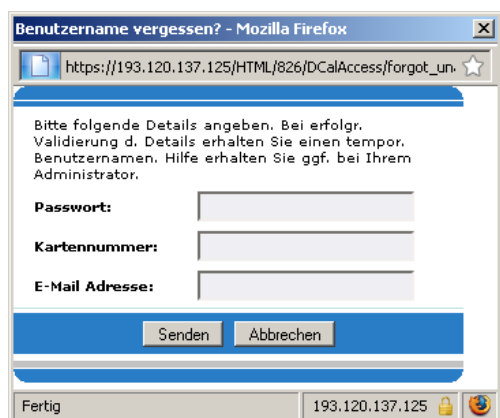 Benutzername vergessen? - Mozilla Firefox
https://193.120.137.125/HTML/826/DCalAccess/forgot_un.
Bitte folgende Details angeben. Bei erfolgr.
Validierung d. Details erhalten Sie einen tempor.
Benutzernamen. Hilfe erhalten Sie ggf. bei Ihrem
Administrator.
Passwort:
Kartennummer:
E-Mail Adresse:
Senden Abbrechen
Fertig 193.120.137.125